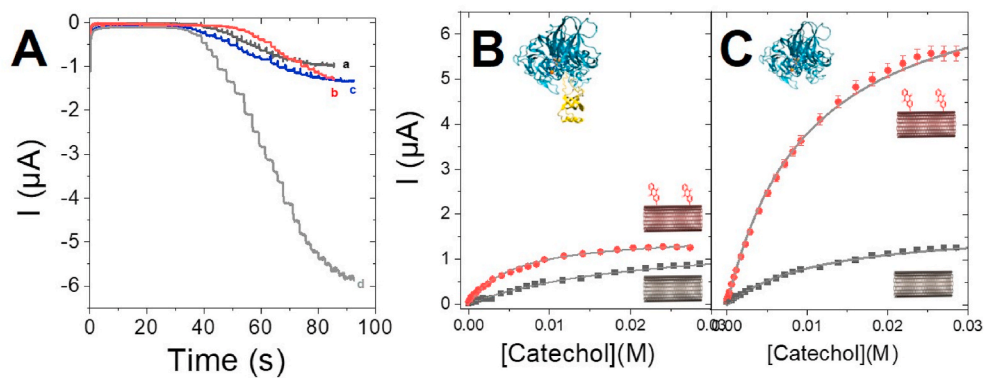 A
0
-1
-2
-3
-4
-5
-6
I (µA)
a
b
c
d
0 20 40 60 80 100
Time (s)
B
6
5
4
3
2
1
0
I (µA)
0.00 0.01 0.02
[Catechol](M)
C
0.00 0.01 0.02 0.03
[Catechol](M)